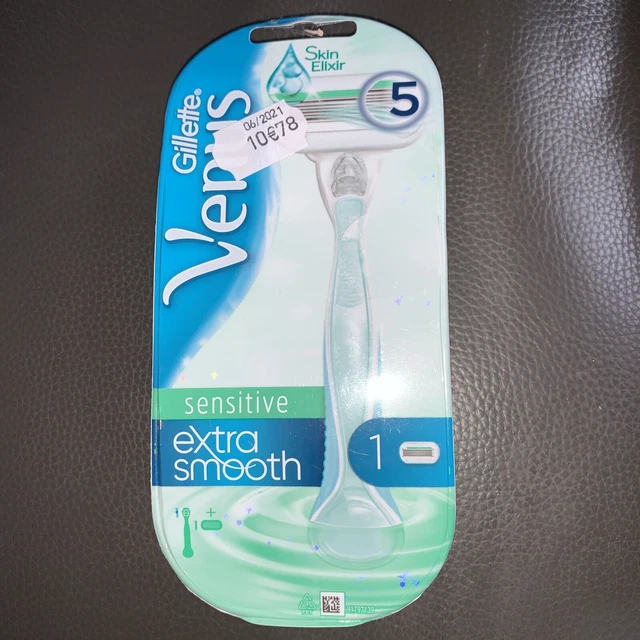 Skin
Elixir
5
Gillette®
Venus
06/2021
10€78
sensitive
extra
smooth
1
+